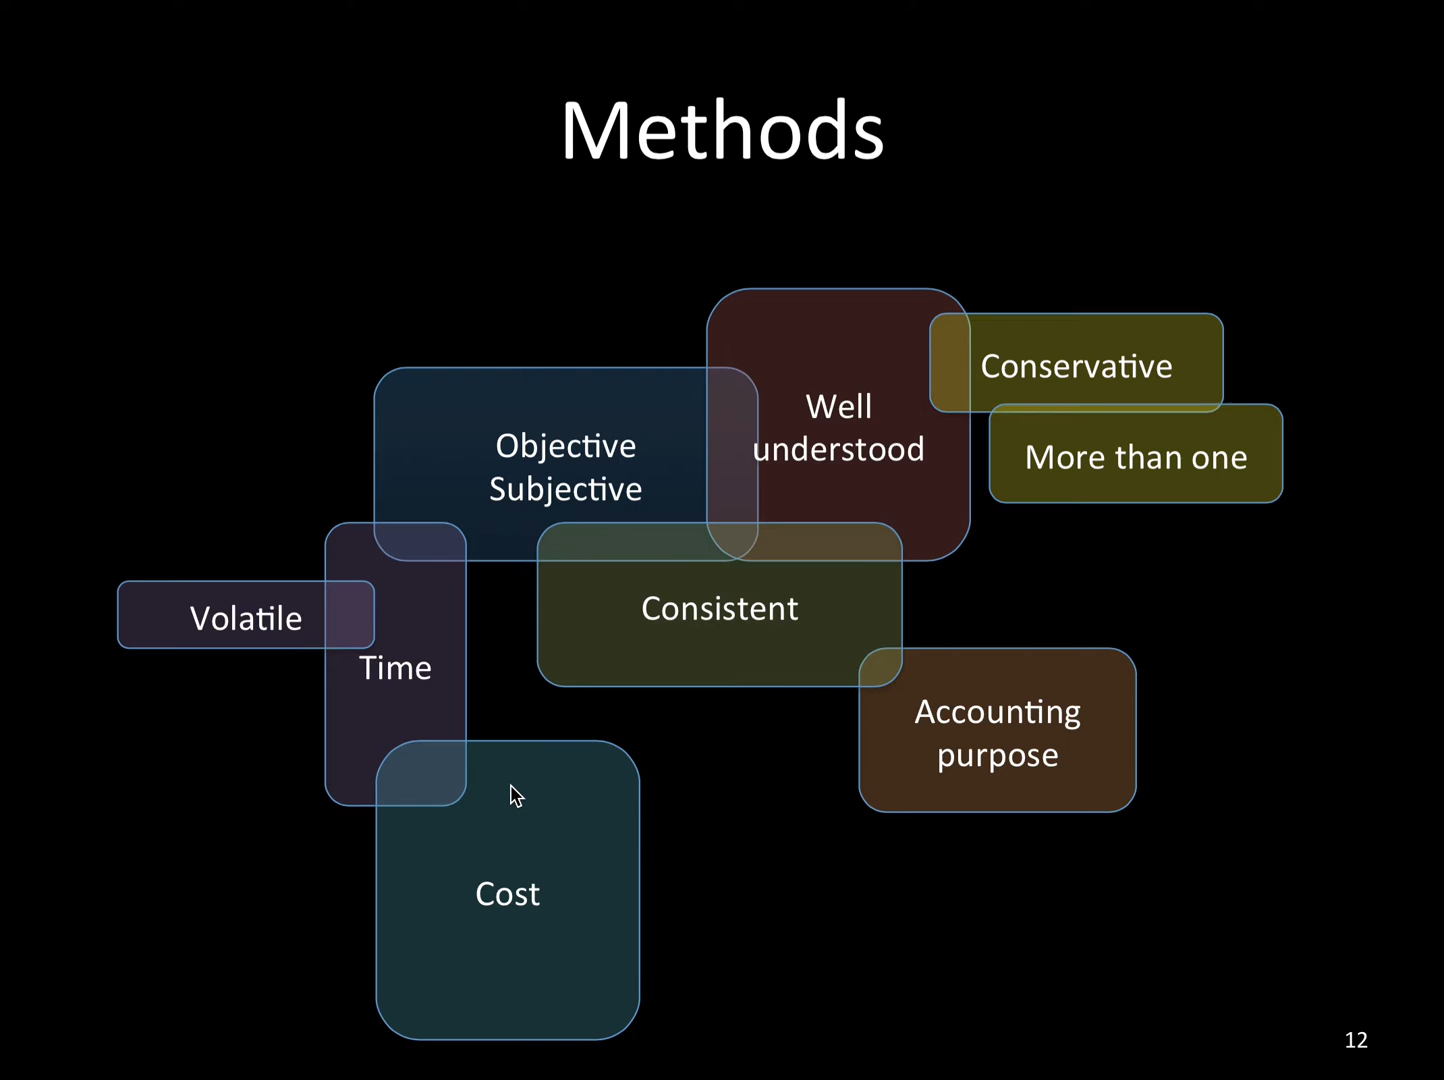 Methods
Well
understood
Conservative
More than one
Objective
Subjective
Consistent
Volatile
Time
Accounting
purpose
Cost
12